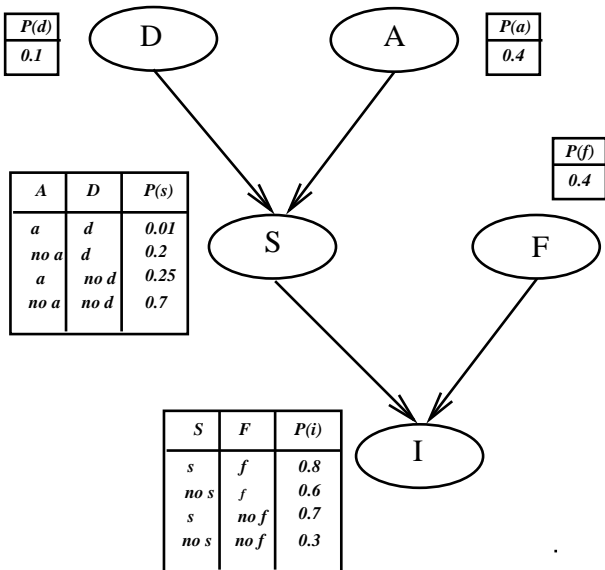 P(d)
0.1
D
A
P(a)
0.4
P(f)
0.4
A D P(s)
a d 0.01
no a d 0.2
a no d 0.25
no a no d 0.7
S
F
S F P(i)
s f 0.8
no s f 0.6
s no f 0.7
no s no f 0.3
I
.